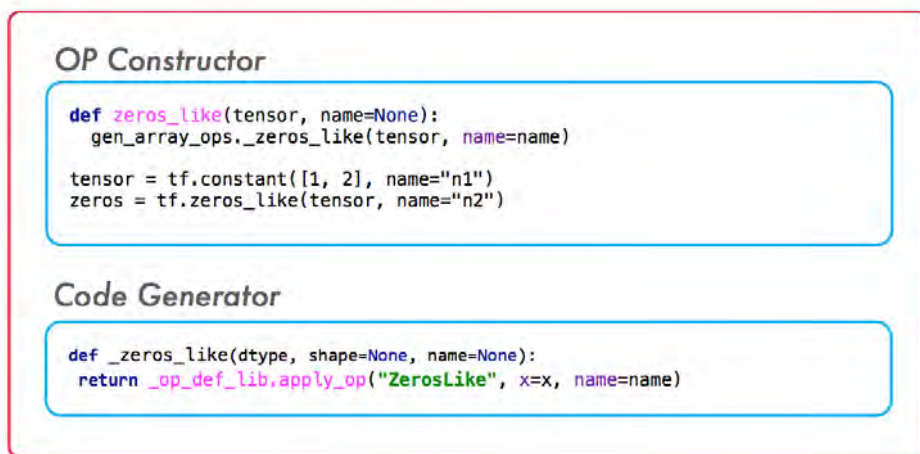 OP Constructor
def zeros_like(tensor, name=None):
  gen_array_ops._zeros_like(tensor, name=name)
tensor = tf.constant([1, 2], name="n1")
zeros = tf.zeros_like(tensor, name="n2")
Code Generator
def _zeros_like(dtype, shape=None, name=None):
 return _op_def_lib.apply_op("ZerosLike", x=x, name=name)